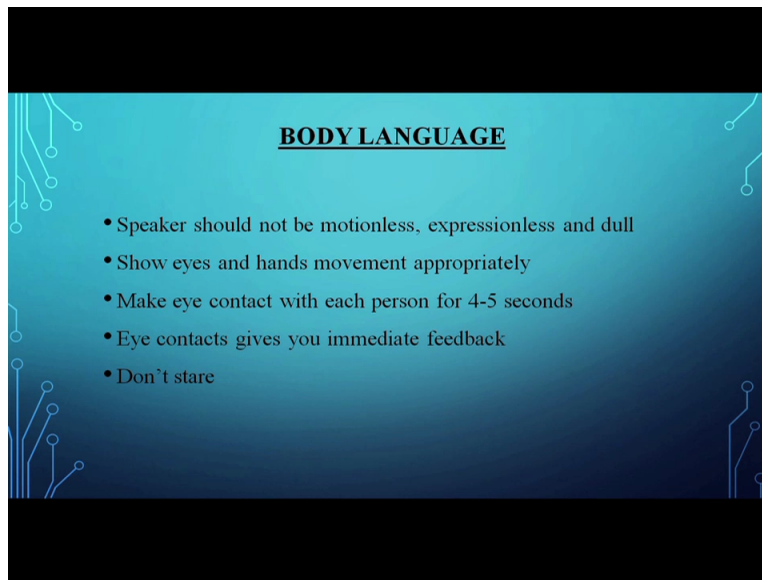 BODY LANGUAGE
• Speaker should not be motionless, expressionless and dull
• Show eyes and hands movement appropriately
• Make eye contact with each person for 4-5 seconds
• Eye contacts gives you immediate feedback
• Don’t stare